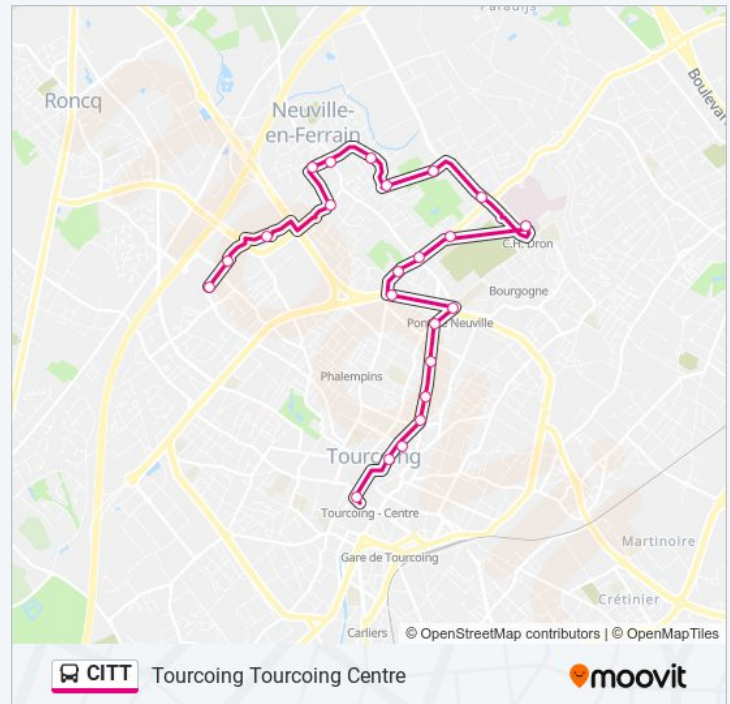 Paradijs
Roncq
Boulevar
Neuville-
en-Ferrain
C.H. Dron
Bourgogne
Pont de Neuville
Phalempins
Tourcoing
Tourcoing - Centre
Martinoire
Gare de Tourcoing
Crétinier
Carliers
© OpenStreetMap contributors | © OpenMapTiles
CITT Tourcoing Tourcoing Centre
moovit